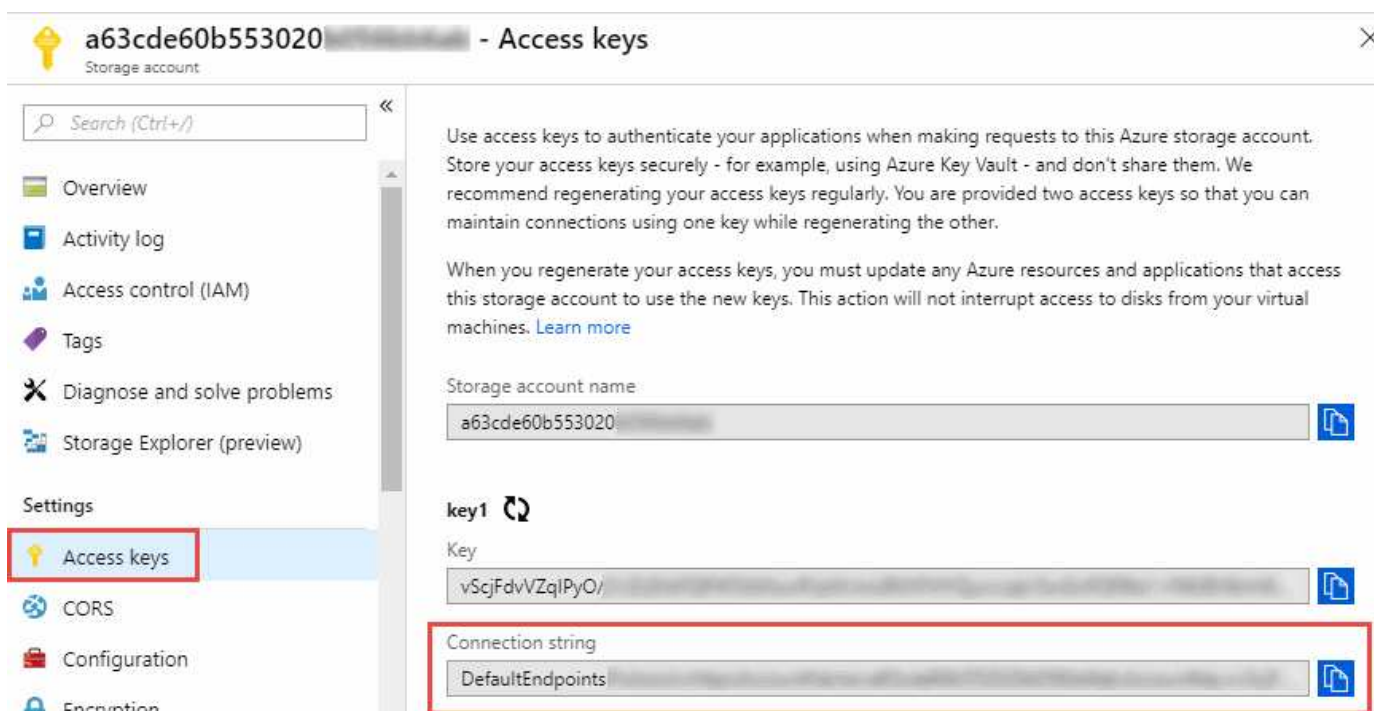 a63cde60b553020 - Access keys
Storage account
Search (Ctrl+/)
«
Overview
Activity log
Access control (IAM)
Tags
Diagnose and solve problems
Storage Explorer (preview)
Settings
Access keys
CORS
Configuration
Encryption
Use access keys to authenticate your applications when making requests to this Azure storage account.
Store your access keys securely - for example, using Azure Key Vault - and don't share them. We
recommend regenerating your access keys regularly. You are provided two access keys so that you can
maintain connections using one key while regenerating the other.
When you regenerate your access keys, you must update any Azure resources and applications that access
this storage account to use the new keys. This action will not interrupt access to disks from your virtual
machines. Learn more
Storage account name
a63cde60b553020
key1
Key
vScjFdvVZqIPyO/
Connection string
DefaultEndpoints